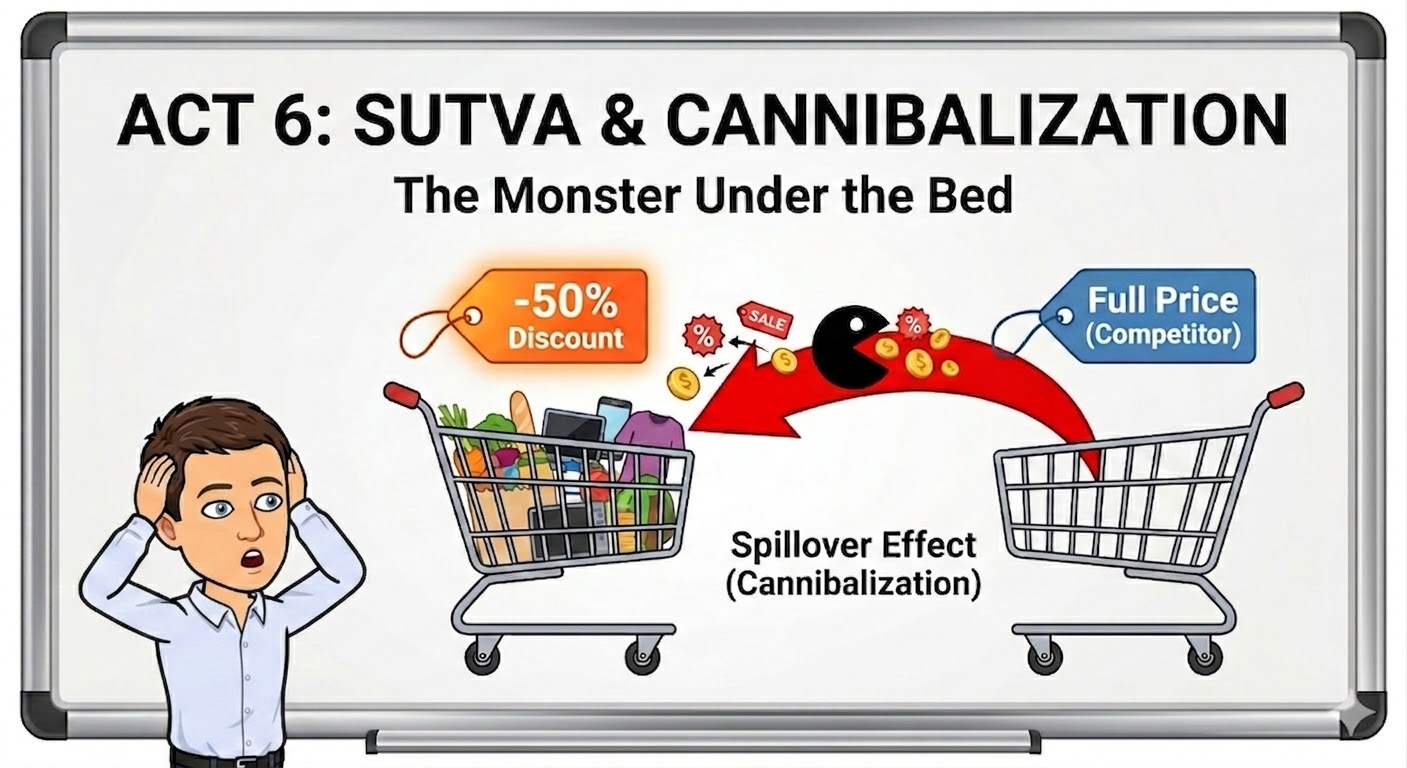 ACT 6: SUTVA & CANNIBALIZATION
The Monster Under the Bed
-50%
Discount
%
SALE
%
$
$
$
$
$
$
Full Price
(Competitor)
Spillover Effect
(Cannibalization)